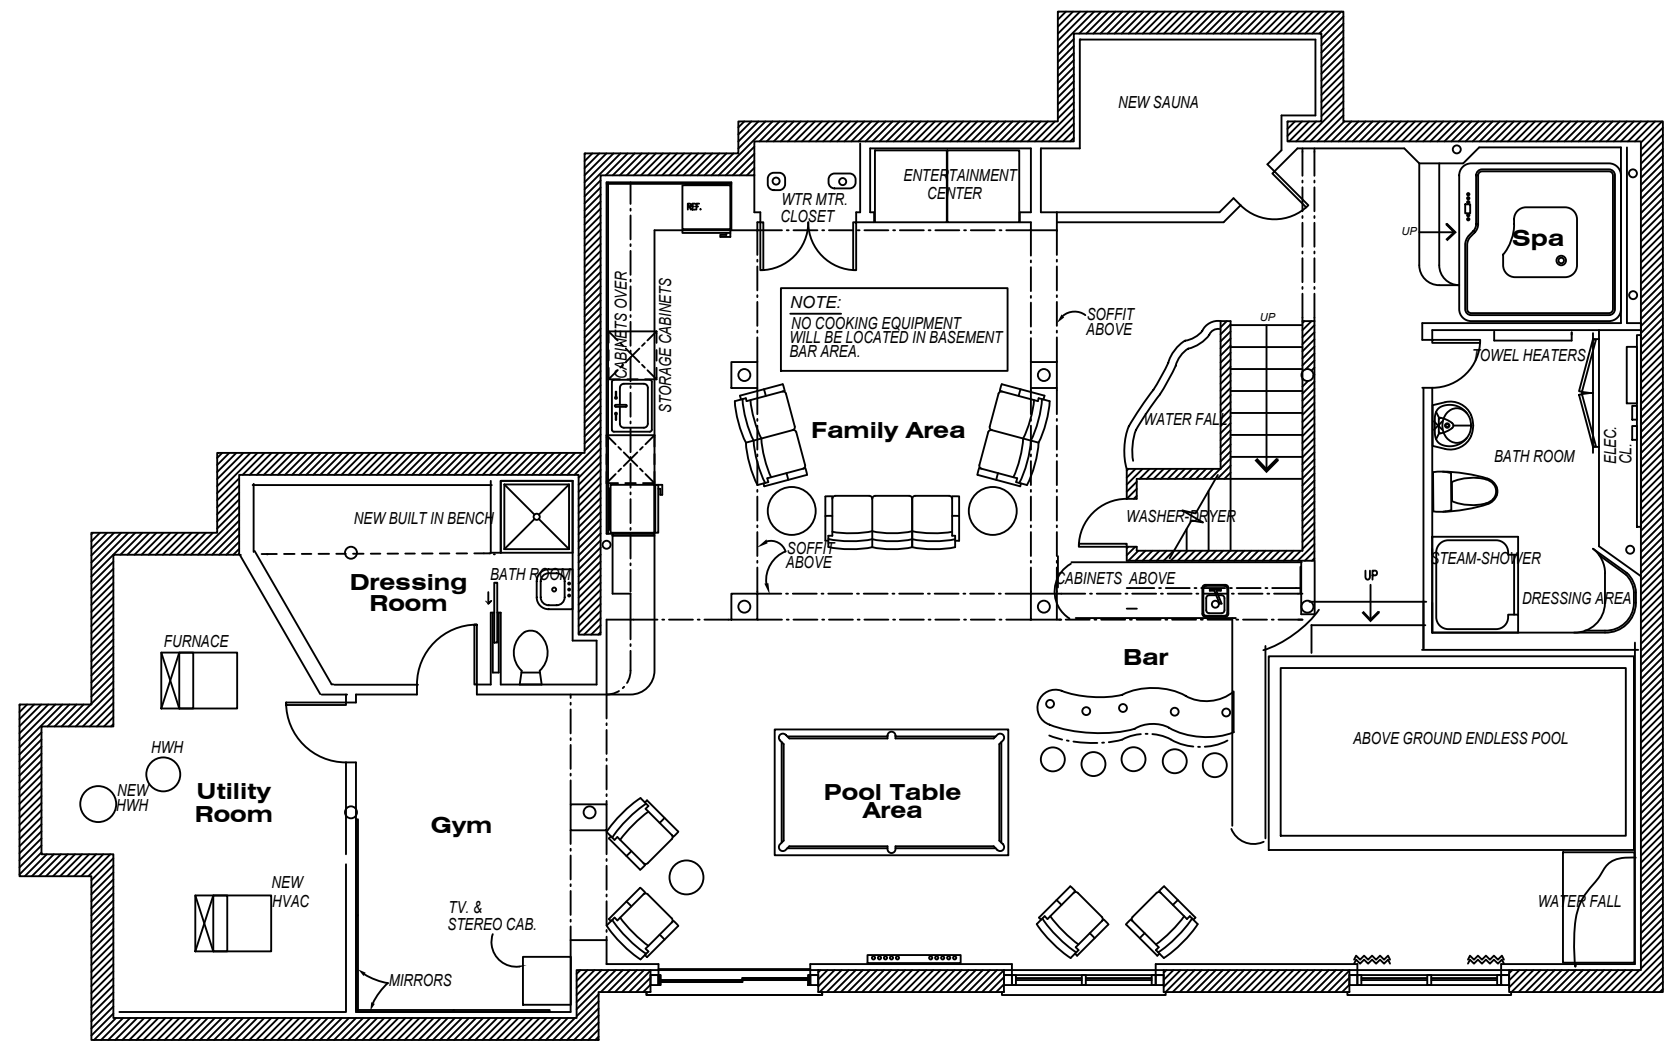 NEW SAUNA
ENTERTAINMENT
CENTER
WTR MTR.
CLOSET
REF.
UP
Spa
CABINETS OVER
STORAGE CABINETS
NOTE:
NO COOKING EQUIPMENT
WILL BE LOCATED IN BASEMENT
BAR AREA.
SOFFIT
ABOVE
UP
TOWEL HEATERS
WATER FALL
Family Area
ELEC.
CL.
BATH ROOM
NEW BUILT IN BENCH
WASHER-DRYER
SOFFIT
ABOVE
STEAM-SHOWER
BATH ROOM
Dressing
Room
CABINETS ABOVE
UP
DRESSING AREA
FURNACE
Bar
ABOVE GROUND ENDLESS POOL
HWH
NEW
HWH
Utility
Room
Pool Table
Area
Gym
NEW
HVAC
TV. &
STEREO CAB.
WATER FALL
MIRRORS